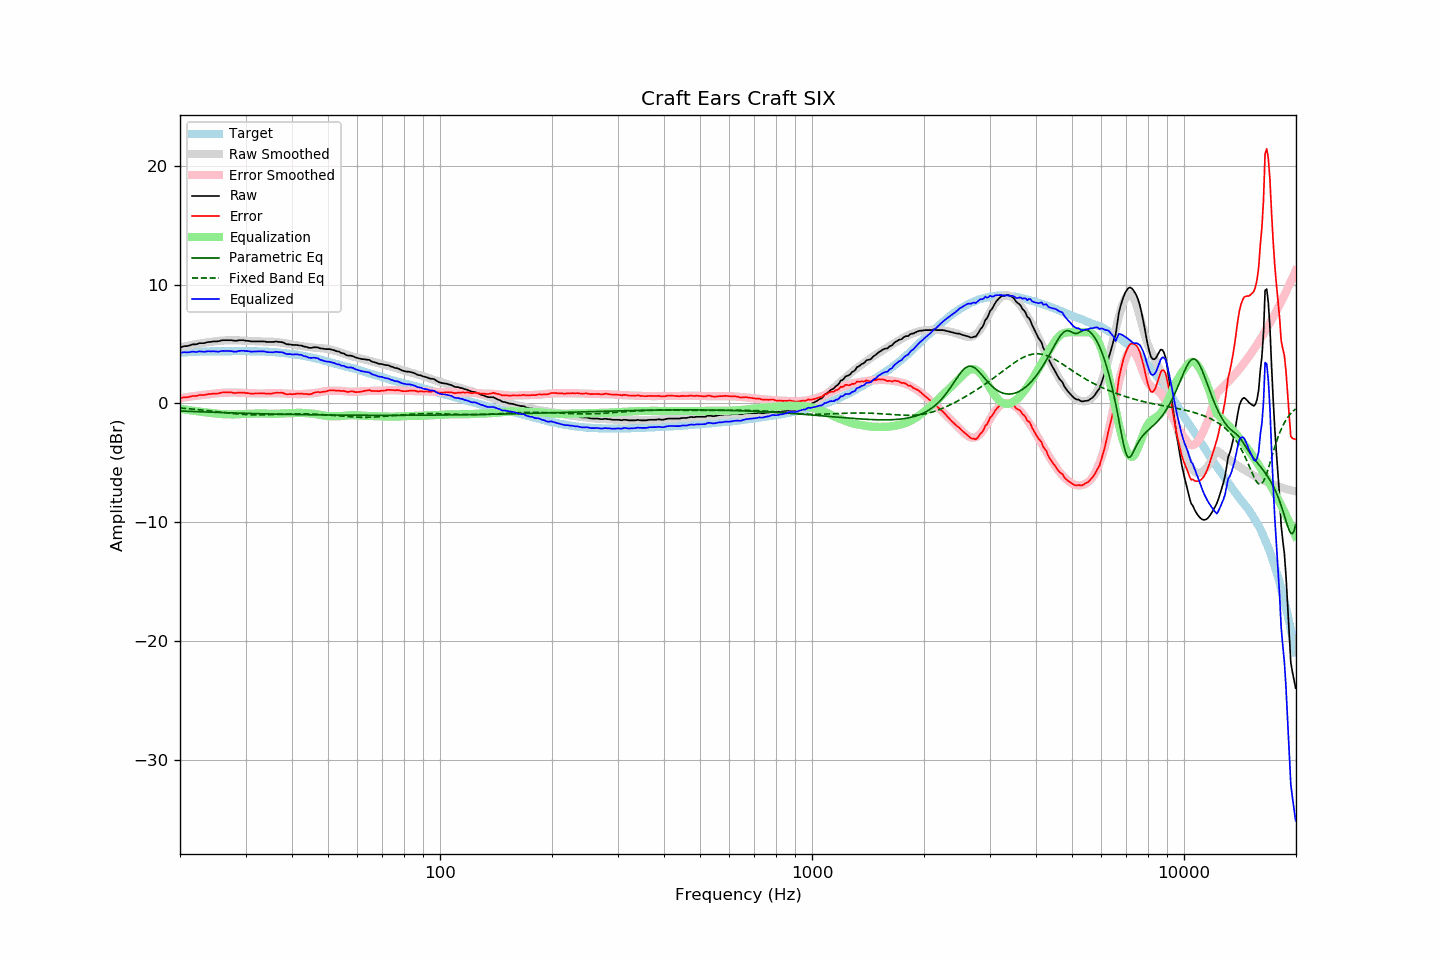 Craft Ears Craft SIX
Target
Raw Smoothed
Error Smoothed
Raw
Error
Equalization
Parametric Eq
Fixed Band Eq
Equalized
20
10
0
−10
−20
−30
Amplitude (dBr)
100
1000
10000
Frequency (Hz)